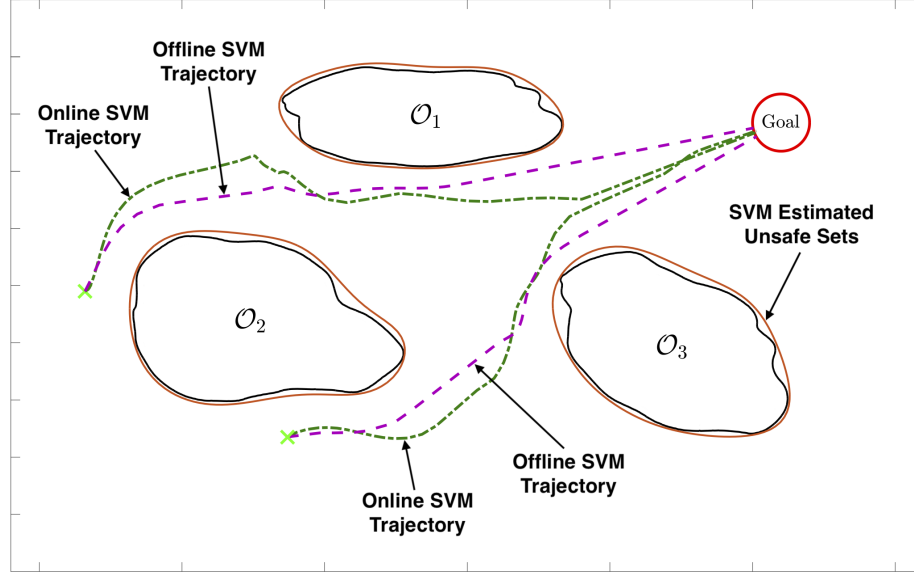 Offline SVM
Trajectory
Online SVM
Trajectory
𝒪₁
Goal
SVM Estimated
Unsafe Sets
𝒪₂
𝒪₃
Offline SVM
Trajectory
Online SVM
Trajectory